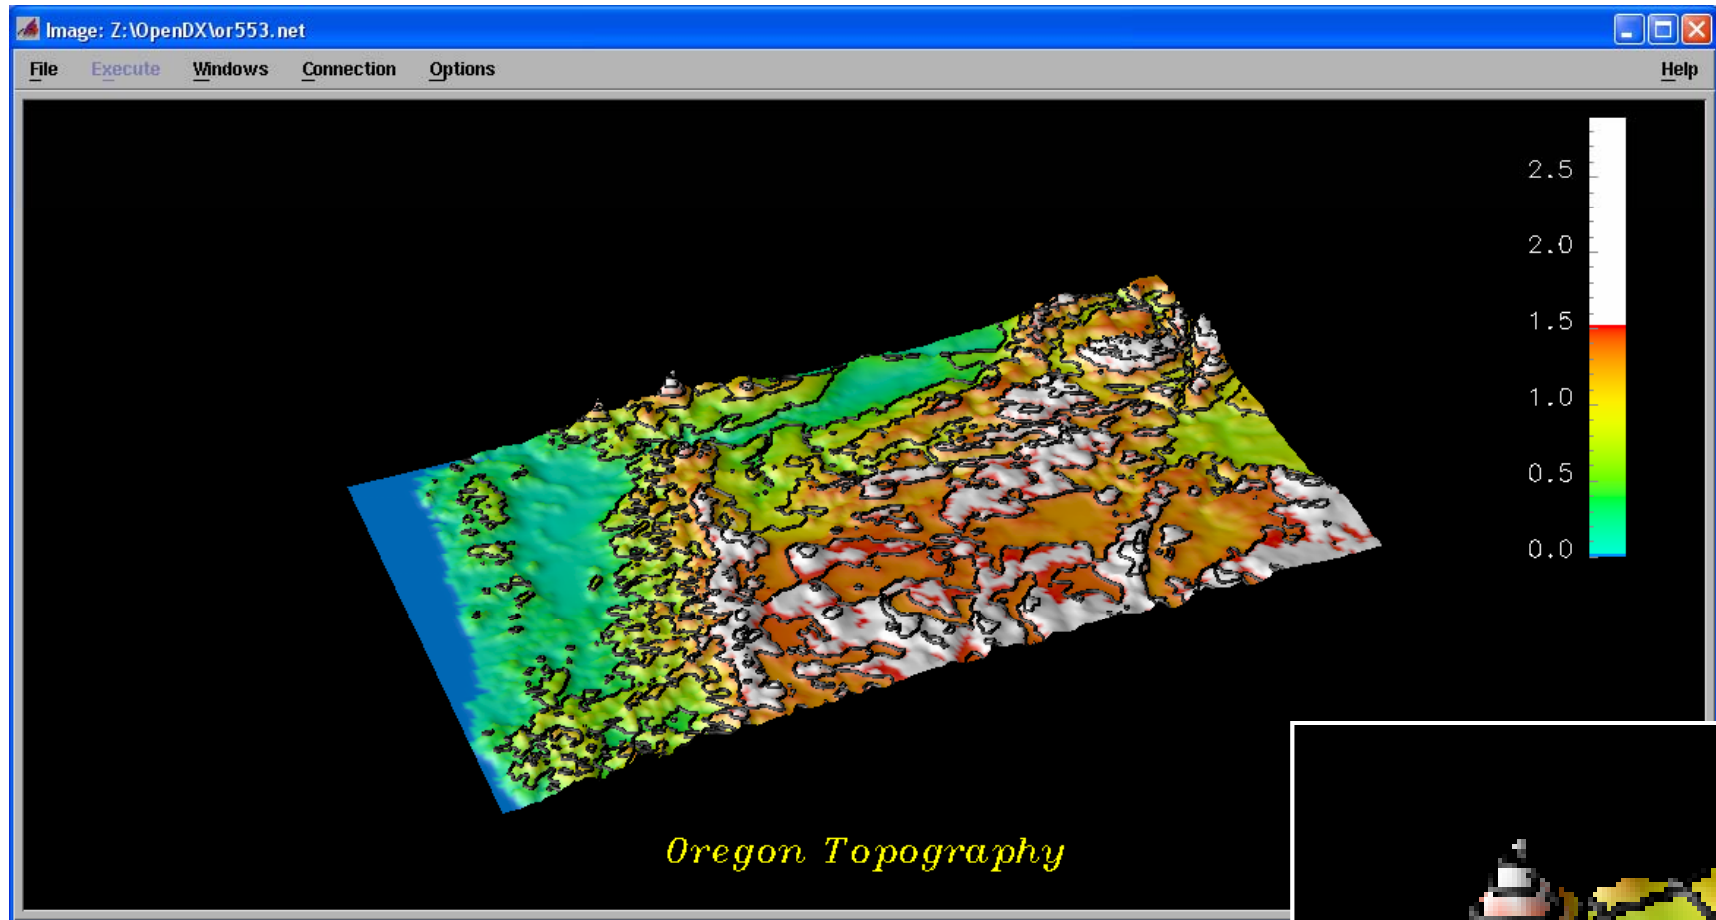 Image: Z:\OpenDX\or553.net
File Execute Windows Connection Options Help
2.5
2.0
1.5
1.0
0.5
0.0
Oregon Topography